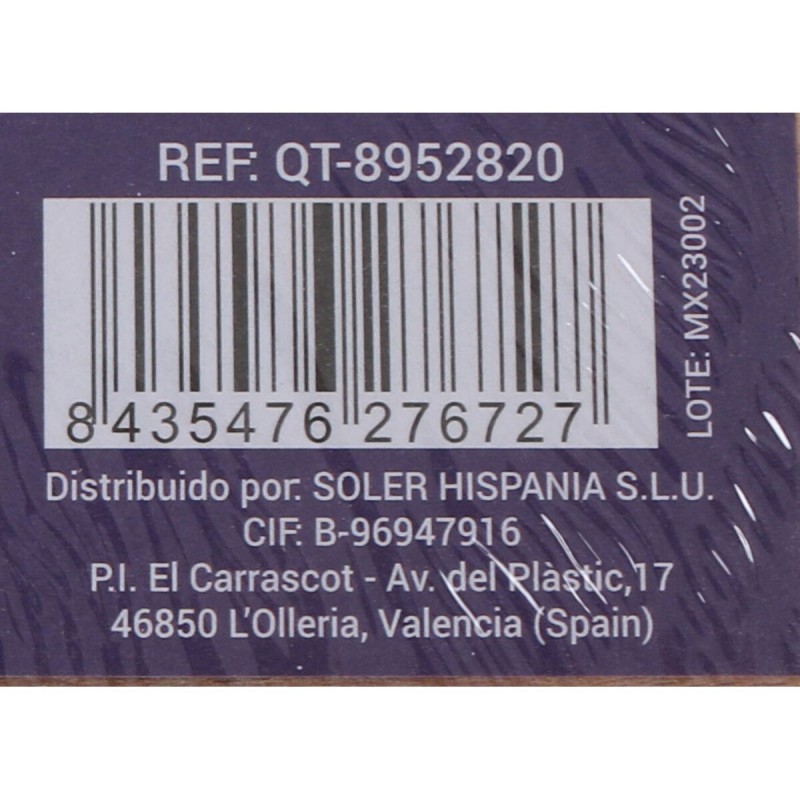 REF: QT-8952820
8 435476 276727
LOTE: MX23002
Distribuido por: SOLER HISPANIA S.L.U.
CIF: B-96947916
P.I. El Carrascot - Av. del Plàstic,17
46850 L'Olleria, Valencia (Spain)